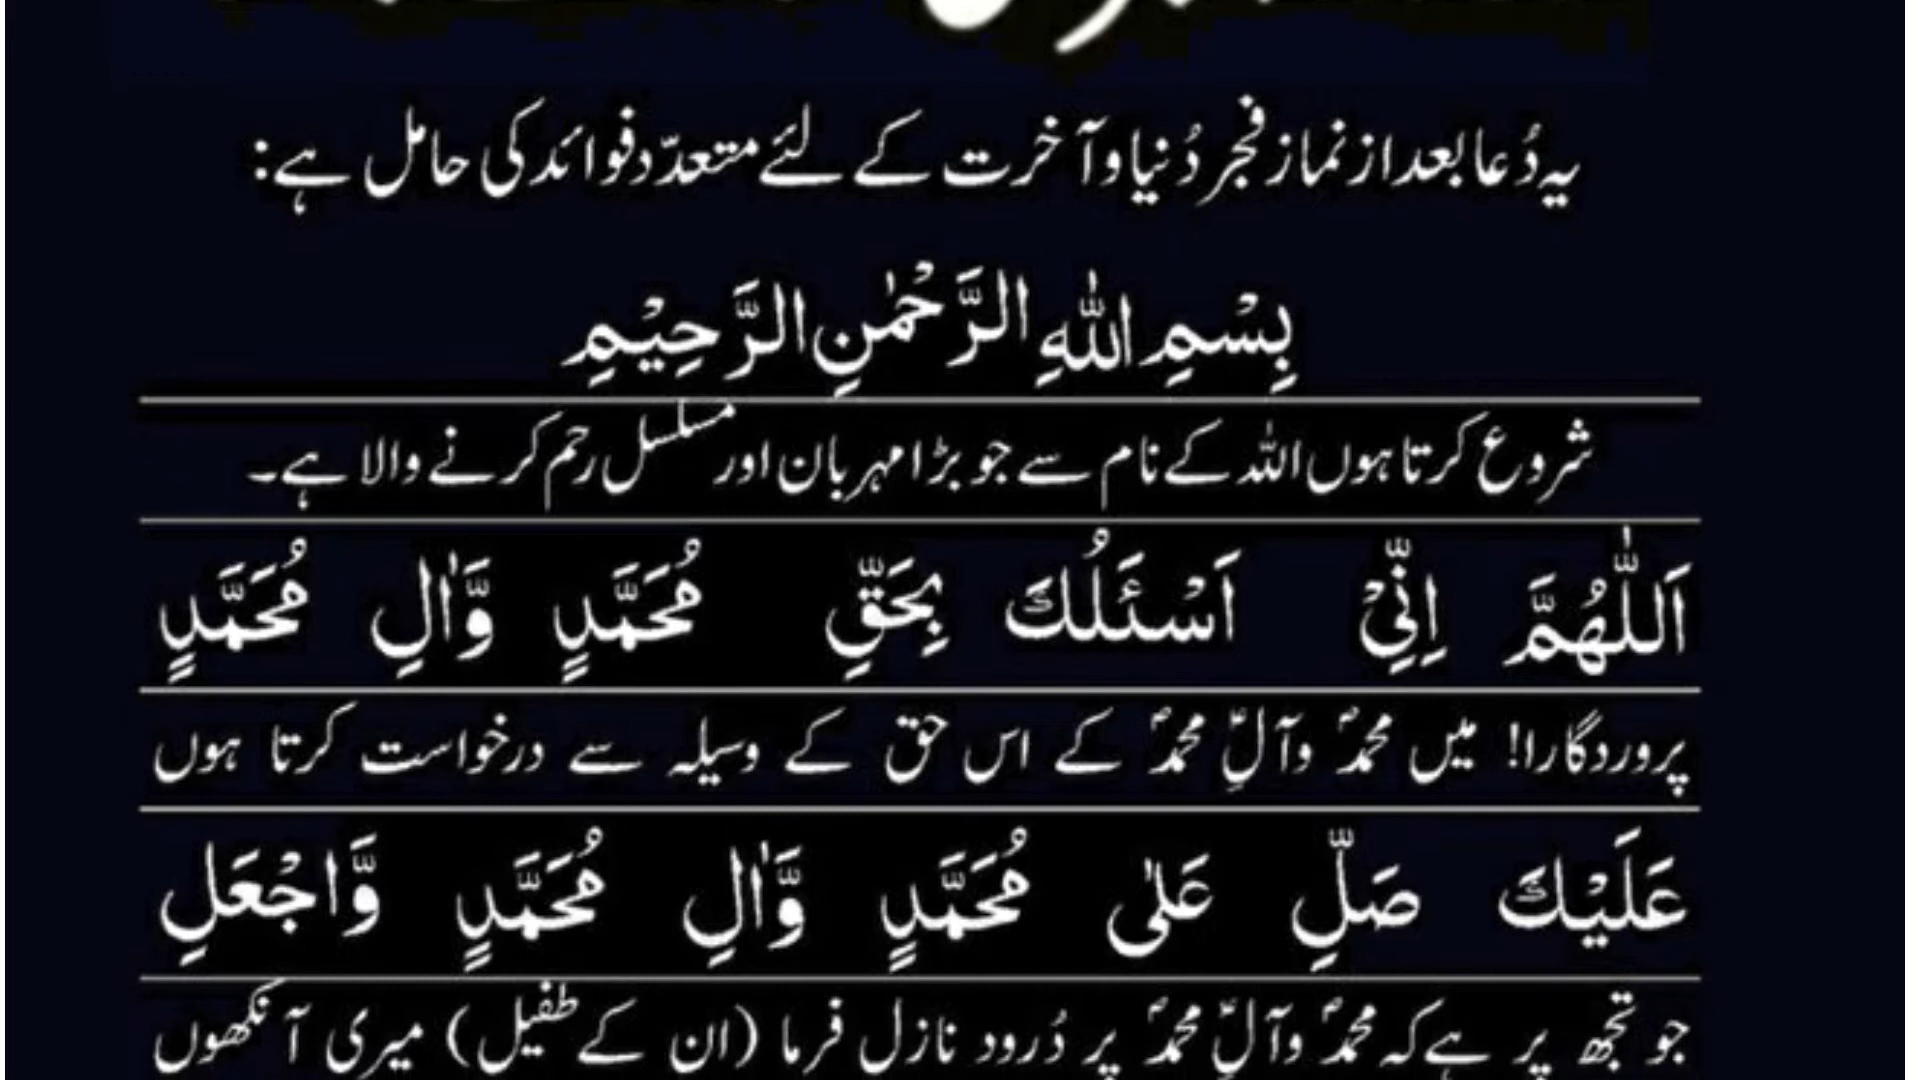 یہ دُعا بعد از نماز فجر دُنیا و آخرت کے لئے متعدّد فوائد کی حامل ہے:
بِسْمِ اللّٰهِ الرَّحْمٰنِ الرَّحِيْمِ
شروع کرتا ہوں اللہ کے نام سے جو بڑا مہربان اور مسلسل رحم کرنے والا ہے۔
اَللّٰهُمَّ اِنِّيْ اَسْئَلُكَ بِحَقِّ مُحَمَّدٍ وَّاٰلِ مُحَمَّدٍ
پروردگارا! میں محمدؐ وآلِؑ محمدؐ کے اس حق کے وسیلہ سے درخواست کرتا ہوں
عَلَيْكَ صَلِّ عَلٰى مُحَمَّدٍ وَّاٰلِ مُحَمَّدٍ وَّاجْعَلِ
جو تجھ پر ہے کہ محمدؐ وآلِؑ محمدؐ پر دُرود نازل فرما (ان کے طفیل) میری آنکھوں